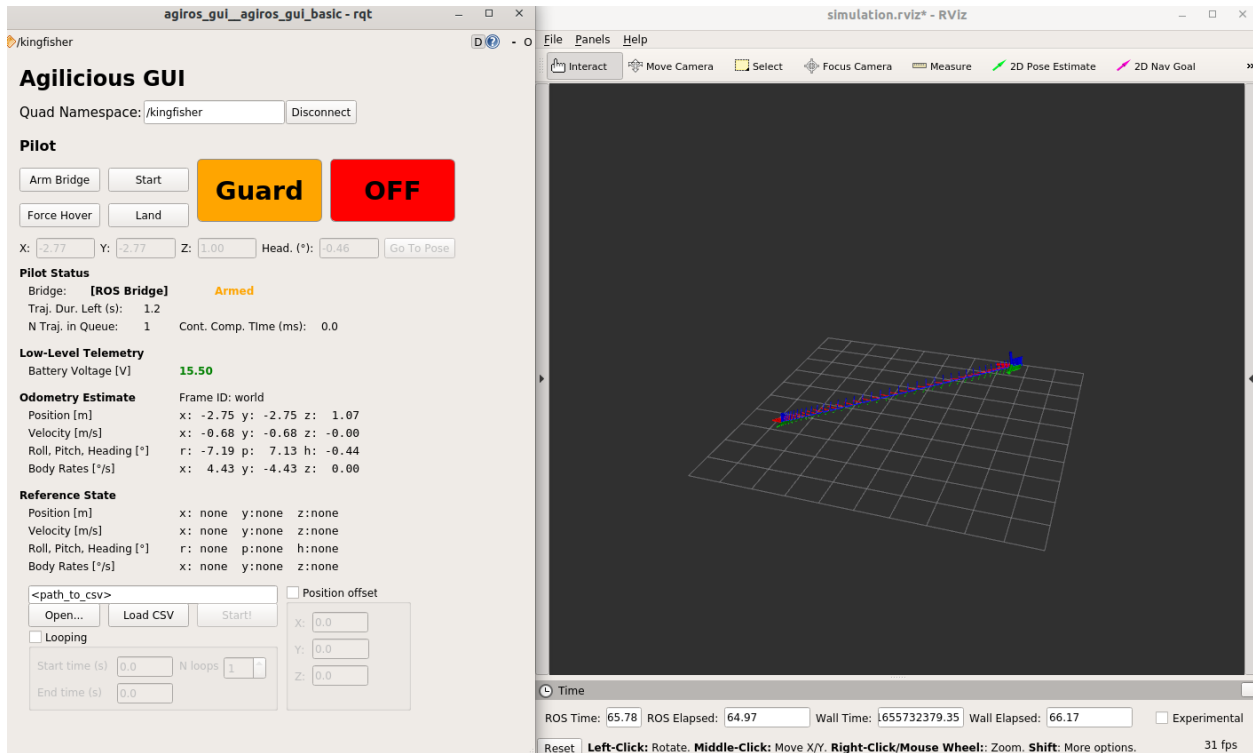 agiros_gui__agiros_gui_basic - rqt
/kingfisher
D
- O
Agilicious GUI
Quad Namespace: /kingfisher Disconnect
Pilot
Arm Bridge Start Guard OFF
Force Hover Land
X: -2.77 Y: -2.77 Z: 1.00 Head. (°): -0.46 Go To Pose
Pilot Status
Bridge: [ROS Bridge] Armed
Traj. Dur. Left (s): 1.2
N Traj. in Queue: 1 Cont. Comp. TIme (ms): 0.0
Low-Level Telemetry
Battery Voltage [V] 15.50
Odometry Estimate Frame ID: world
Position [m] x: -2.75 y: -2.75 z: 1.07
Velocity [m/s] x: -0.68 y: -0.68 z: -0.00
Roll, Pitch, Heading [°] r: -7.19 p: 7.13 h: -0.44
Body Rates [°/s] x: 4.43 y: -4.43 z: 0.00
Reference State
Position [m] x: none y:none z:none
Velocity [m/s] x: none y:none z:none
Roll, Pitch, Heading [°] r: none p:none h:none
Body Rates [°/s] x: none y:none z:none
<path_to_csv>
Open... Load CSV Start!
Looping
Start time (s) 0.0 N loops 1
End time (s) 0.0
Position offset
X: 0.0
Y: 0.0
Z: 0.0
simulation.rviz* - RViz
File Panels Help
Interact Move Camera Select Focus Camera Measure 2D Pose Estimate 2D Nav Goal »
Time
ROS Time: 65.78 ROS Elapsed: 64.97 Wall Time: 1655732379.35 Wall Elapsed: 66.17 Experimental
Reset Left-Click: Rotate. Middle-Click: Move X/Y. Right-Click/Mouse Wheel:: Zoom. Shift: More options. 31 fps